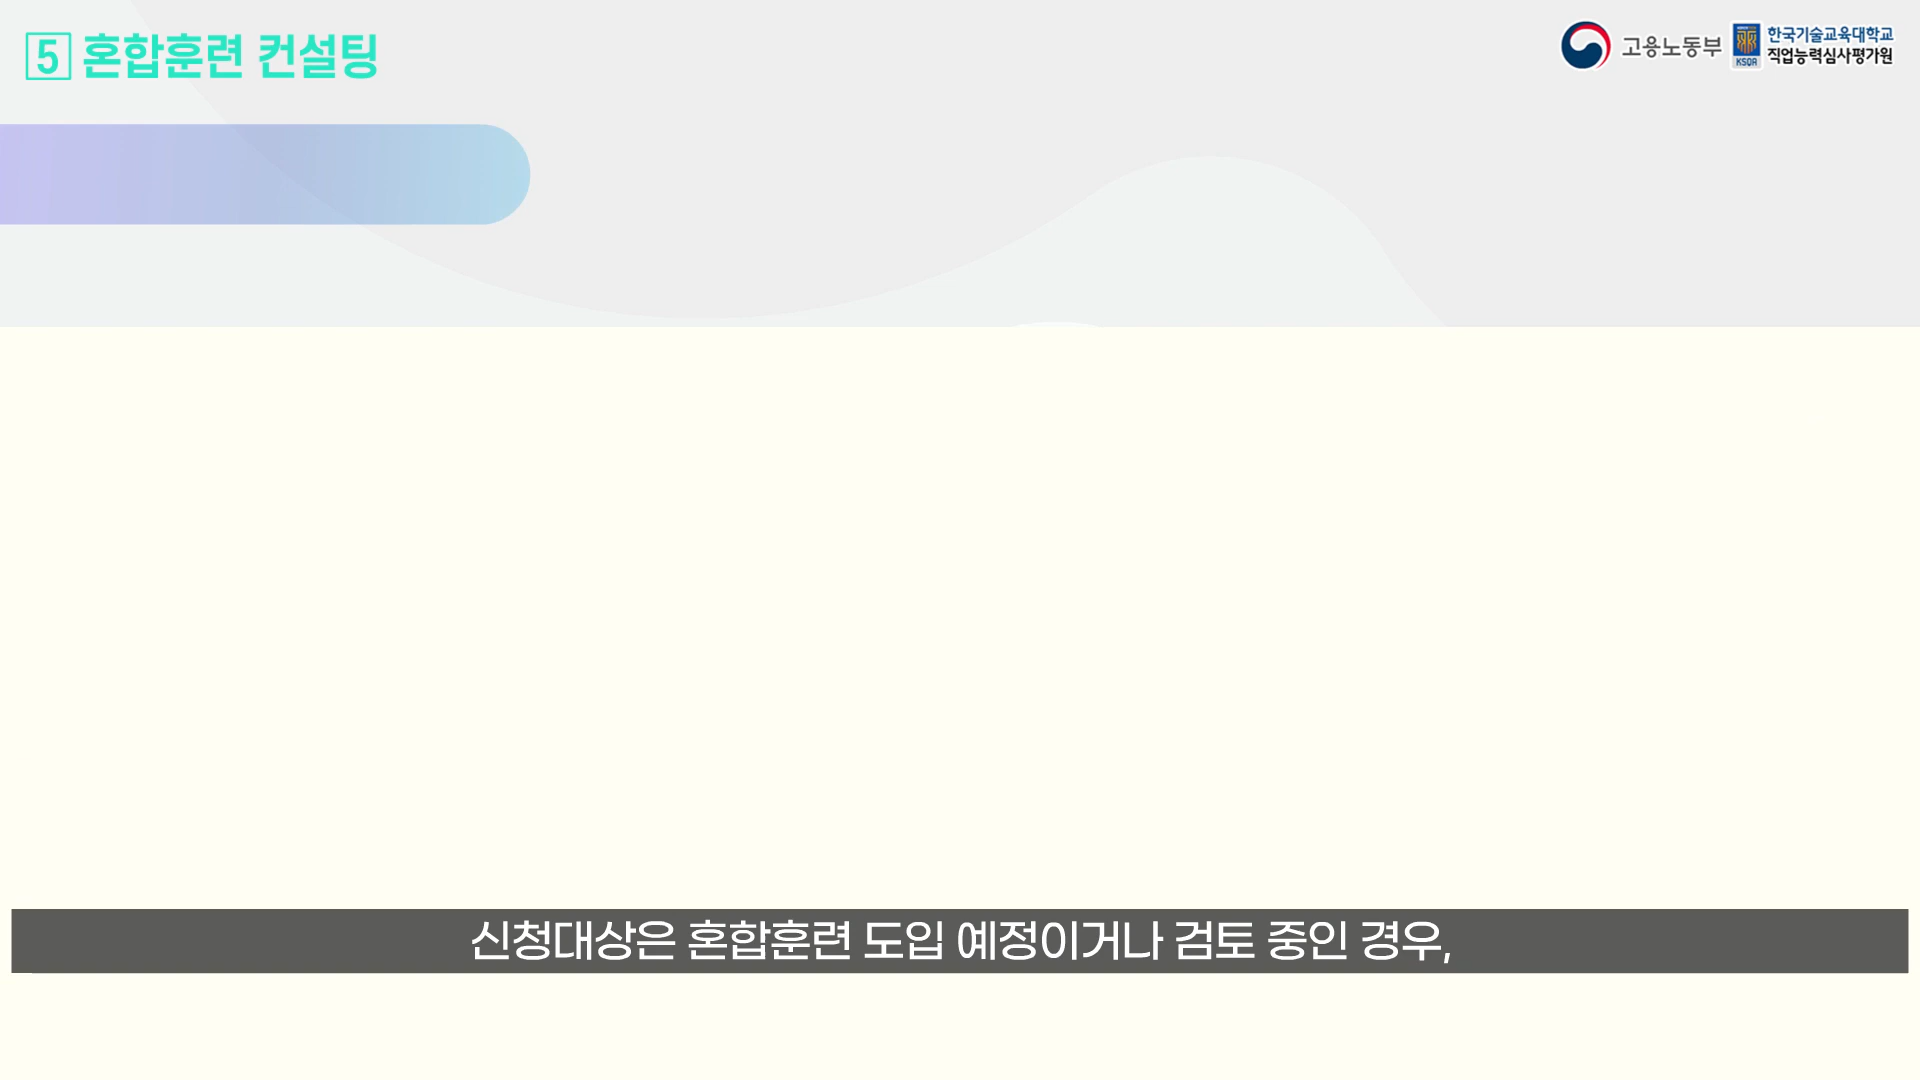 5 혼합훈련 컨설팅
고용노동부
KSQA
한국기술교육대학교
직업능력심사평가원
신청대상은 혼합훈련 도입 예정이거나 검토 중인 경우,